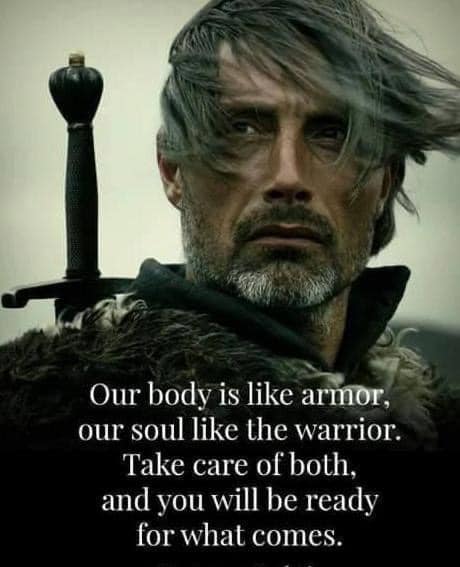 Our body is like armor,
our soul like the warrior.
Take care of both,
and you will be ready
for what comes.